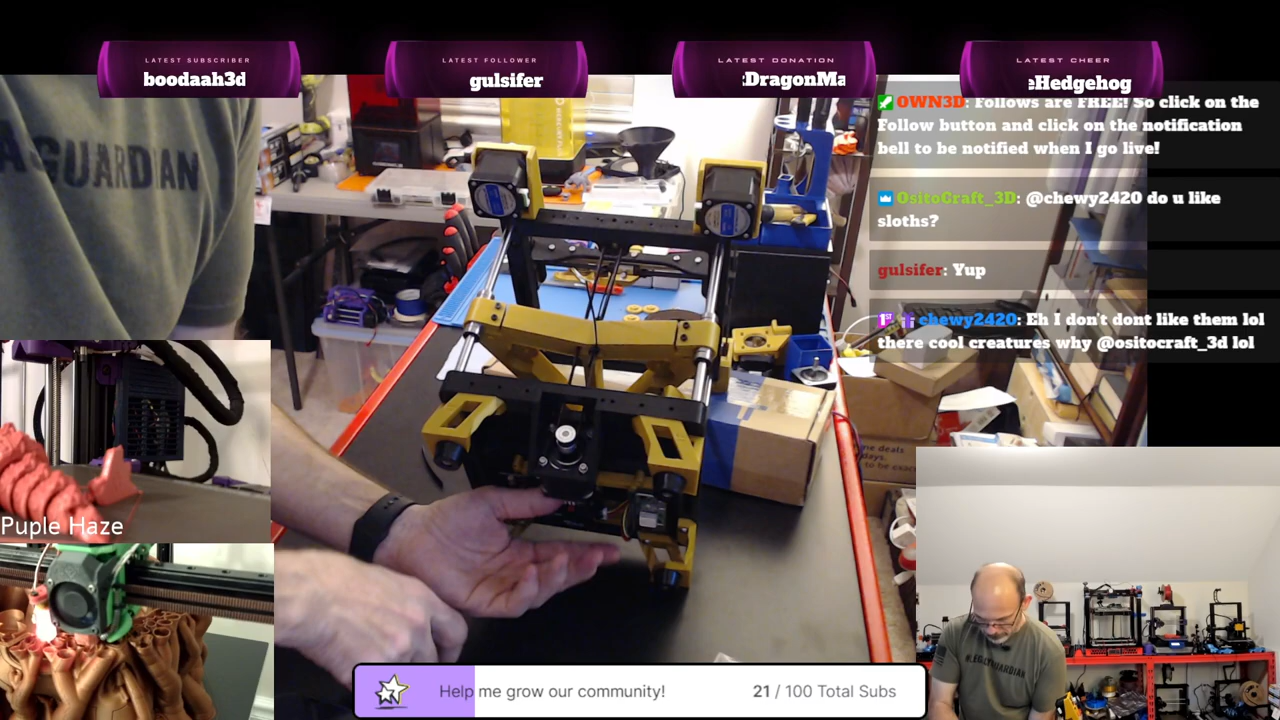 LATEST SUBSCRIBER
boodaah3d
LATEST FOLLOWER
gulsifer
LATEST DONATION
:DragonMa
LATEST CHEER
eHedgehog
OWN3D: Follows are FREE! So click on the
Follow button and click on the notification
bell to be notified when I go live!
OsitoCraft_3D: @chewy2420 do u like
sloths?
gulsifer: Yup
chewy2420: Eh I don't dont like them lol
there cool creatures why @ositocraft_3d lol
A GUARDIAN
Puple Haze
Help me grow our community!
21 / 100 Total Subs